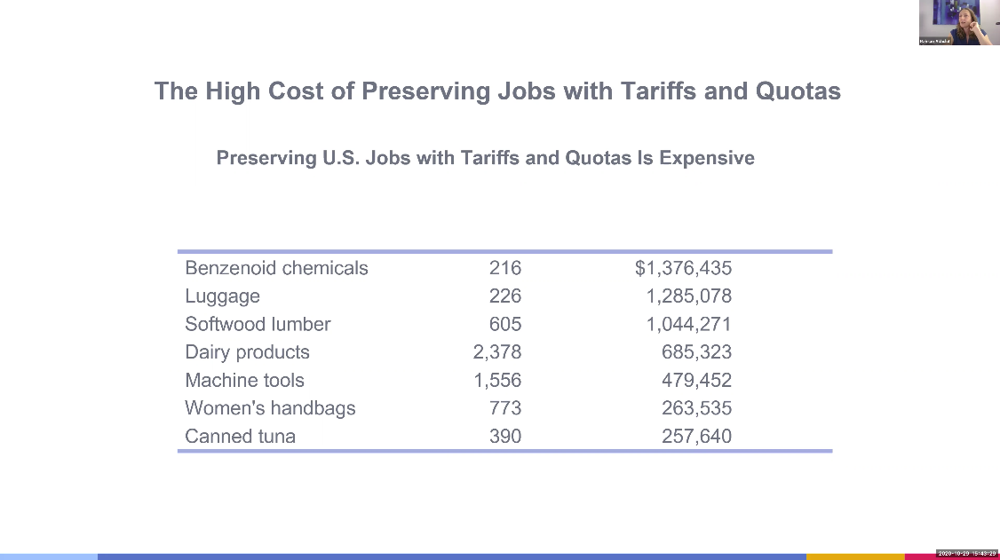 The High Cost of Preserving Jobs with Tariffs and Quotas
Preserving U.S. Jobs with Tariffs and Quotas Is Expensive
Benzenoid chemicals 216 $1,376,435
Luggage 226 1,285,078
Softwood lumber 605 1,044,271
Dairy products 2,378 685,323
Machine tools 1,556 479,452
Women's handbags 773 263,535
Canned tuna 390 257,640
2020-10-29 15:43:29